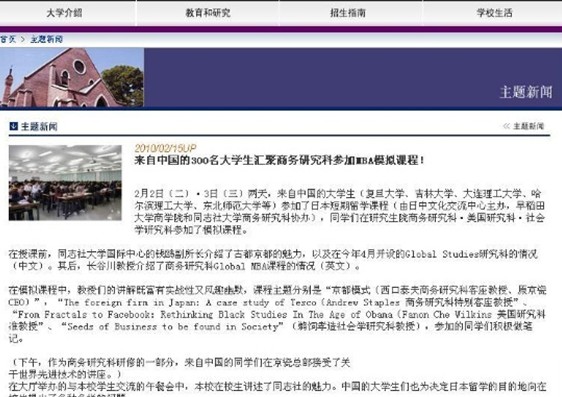 大学介绍 教育和研究 招生指南 学校生活
首页 > 主题新闻
主题新闻
主题新闻 << 主题新闻
2010/02/15UP
来自中国的300名大学生汇聚商务研究科参加MBA模拟课程!
2月2日（二）·3日（三）两天，来自中国的大学生（复旦大学、吉林大学、大连理工大学、哈
尔滨理工大学、东北师范大学等）参加了日本短期留学课程（由日中文化交流中心主办，早稻田
大学商学院和同志社大学商务研究科协办），同学们在研究生院商务研究科·美国研究科·社会
学研究科参加了模拟课程。
在授课前，同志社大学国际中心的钱鸥副所长介绍了古都京都的魅力，以及在今年4月开设的Global Studies研究科的情况
（中文）。其后，长谷川教授介绍了商务研究科Global MBA课程的情况（英文）。
在模拟课程中，教授们的讲解既富有实战性又风趣幽默，课程主题分别是“京都模式（西口泰夫商务研究科客座教授、原京瓷
CEO）”，“The foreign firm in Japan: A case study of Tesco（Andrew Staples 商务研究科特别客座教授”、
“From Fractals to Facebook: Rethinking Black Studies In The Age of Obama（Fanon Che Wilkins 美国研究科
准教授”、“Seeds of Business to be found in Society”（鹈饲孝造社会学研究科教授），参加的同学们积极做笔
记。
（下午，作为商务研究科研修的一部分，来自中国的同学们在京瓷总部接受了关
于世界先进技术的讲座。）
在大厅举办的与本校学生交流的午餐会中，本校在校生讲述了同志社的魅力。中国的大学生们也为决定日本留学的目的地向在